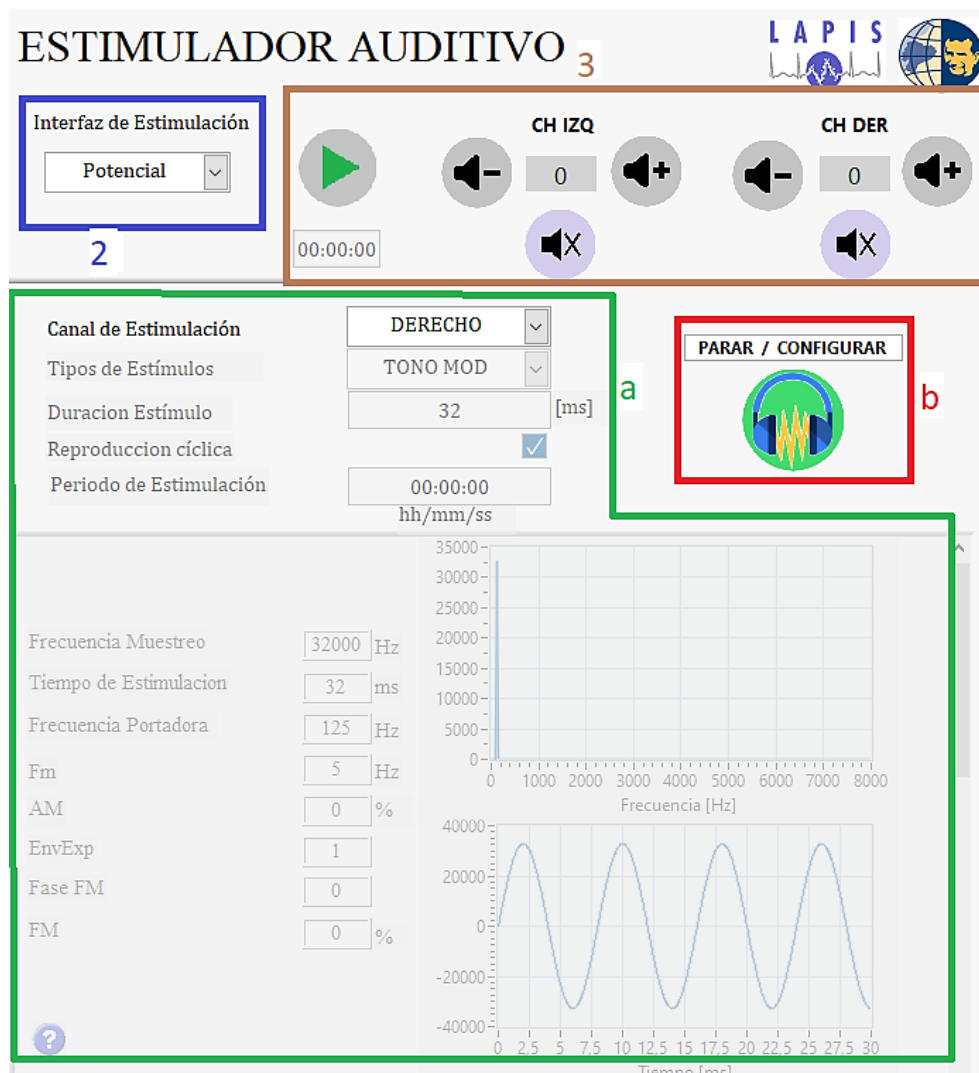 ESTIMULADOR AUDITIVO
3
L A P I S
Interfaz de Estimulación
Potencial
2
CH IZQ
CH DER
0
0
00:00:00
Canal de Estimulación
DERECHO
Tipos de Estímulos
TONO MOD
Duracion Estímulo
32
[ms]
Reproduccion cíclica
Periodo de Estimulación
00:00:00
hh/mm/ss
a
PARAR / CONFIGURAR
b
Frecuencia Muestreo
32000 Hz
Tiempo de Estimulacion
32 ms
Frecuencia Portadora
125 Hz
Fm
5 Hz
AM
0 %
EnvExp
1
Fase FM
0
FM
0 %
?
35000
30000
25000
20000
15000
10000
5000
0
0 1000 2000 3000 4000 5000 6000 7000 8000
Frecuencia [Hz]
40000
20000
0
-20000
-40000
0 2,5 5 7,5 10 12,5 15 17,5 20 22,5 25 27,5 30
Tiempo [ms]